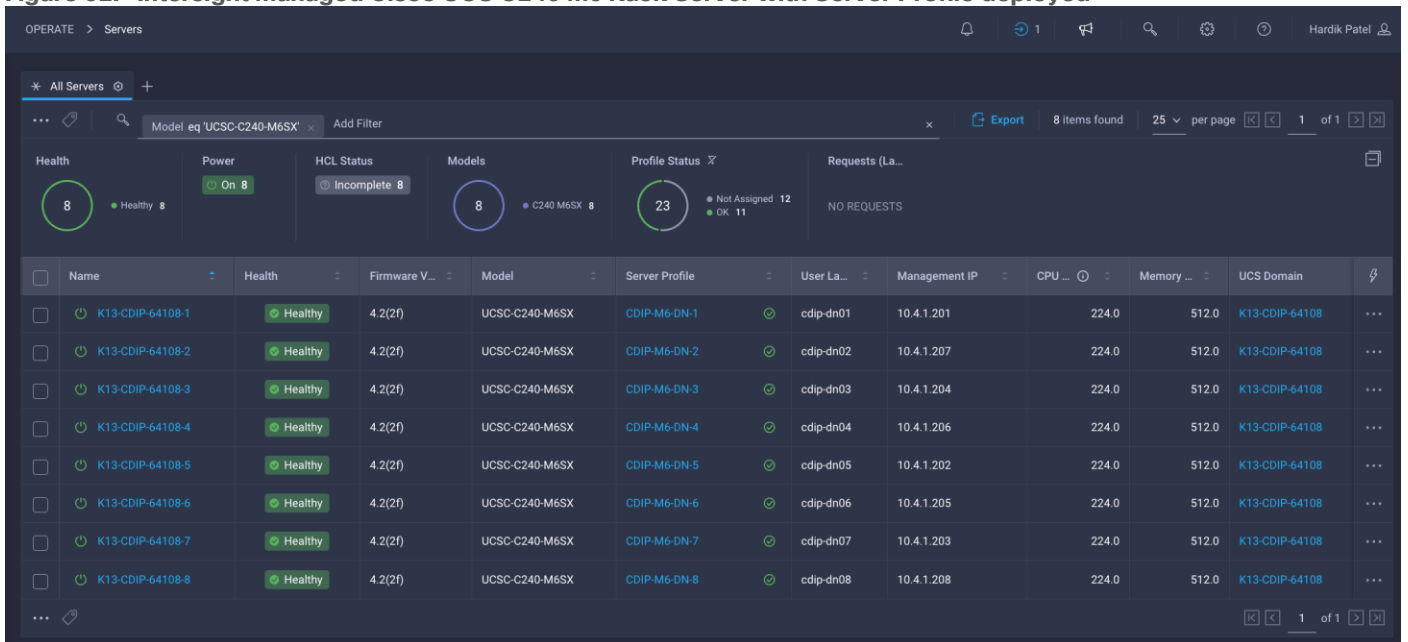 Figure 32. Intersight Managed Cisco UCS C240 M6 Rack Server with Server Profile deployed
OPERATE > Servers 1 Hardik Patel
All Servers +
Model eq 'UCSC-C240-M6SX' × Add Filter × Export 8 items found 25 per page 1 of 1
Health Power HCL Status Models Profile Status Requests (La...
On 8 Incomplete 8
8 Healthy 8 8 C240 M6SX 8 23 Not Assigned 12 NO REQUESTS
OK 11
Name Health Firmware V... Model Server Profile User La... Management IP CPU ... Memory ... UCS Domain
K13-CDIP-64108-1 Healthy 4.2(2f) UCSC-C240-M6SX CDIP-M6-DN-1 cdip-dn01 10.4.1.201 224.0 512.0 K13-CDIP-64108 ...
K13-CDIP-64108-2 Healthy 4.2(2f) UCSC-C240-M6SX CDIP-M6-DN-2 cdip-dn02 10.4.1.207 224.0 512.0 K13-CDIP-64108 ...
K13-CDIP-64108-3 Healthy 4.2(2f) UCSC-C240-M6SX CDIP-M6-DN-3 cdip-dn03 10.4.1.204 224.0 512.0 K13-CDIP-64108 ...
K13-CDIP-64108-4 Healthy 4.2(2f) UCSC-C240-M6SX CDIP-M6-DN-4 cdip-dn04 10.4.1.206 224.0 512.0 K13-CDIP-64108 ...
K13-CDIP-64108-5 Healthy 4.2(2f) UCSC-C240-M6SX CDIP-M6-DN-5 cdip-dn05 10.4.1.202 224.0 512.0 K13-CDIP-64108 ...
K13-CDIP-64108-6 Healthy 4.2(2f) UCSC-C240-M6SX CDIP-M6-DN-6 cdip-dn06 10.4.1.205 224.0 512.0 K13-CDIP-64108 ...
K13-CDIP-64108-7 Healthy 4.2(2f) UCSC-C240-M6SX CDIP-M6-DN-7 cdip-dn07 10.4.1.203 224.0 512.0 K13-CDIP-64108 ...
K13-CDIP-64108-8 Healthy 4.2(2f) UCSC-C240-M6SX CDIP-M6-DN-8 cdip-dn08 10.4.1.208 224.0 512.0 K13-CDIP-64108 ...
... 1 of 1